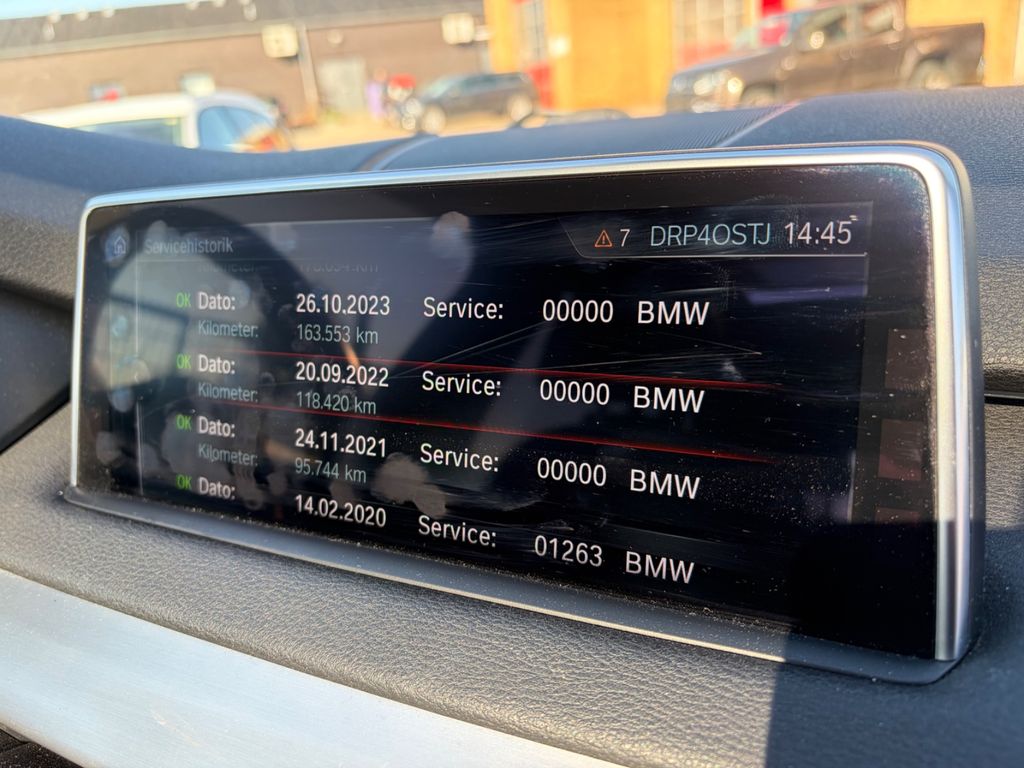 Servicehistorik
7 DRP4OSTJ 14:45
Kilometer:
OK Dato: 26.10.2023 Service: 00000 BMW
Kilometer: 163.553 km
OK Dato: 20.09.2022 Service: 00000 BMW
Kilometer: 118.420 km
OK Dato: 24.11.2021 Service: 00000 BMW
Kilometer: 95.744 km
OK Dato: 14.02.2020 Service: 01263 BMW